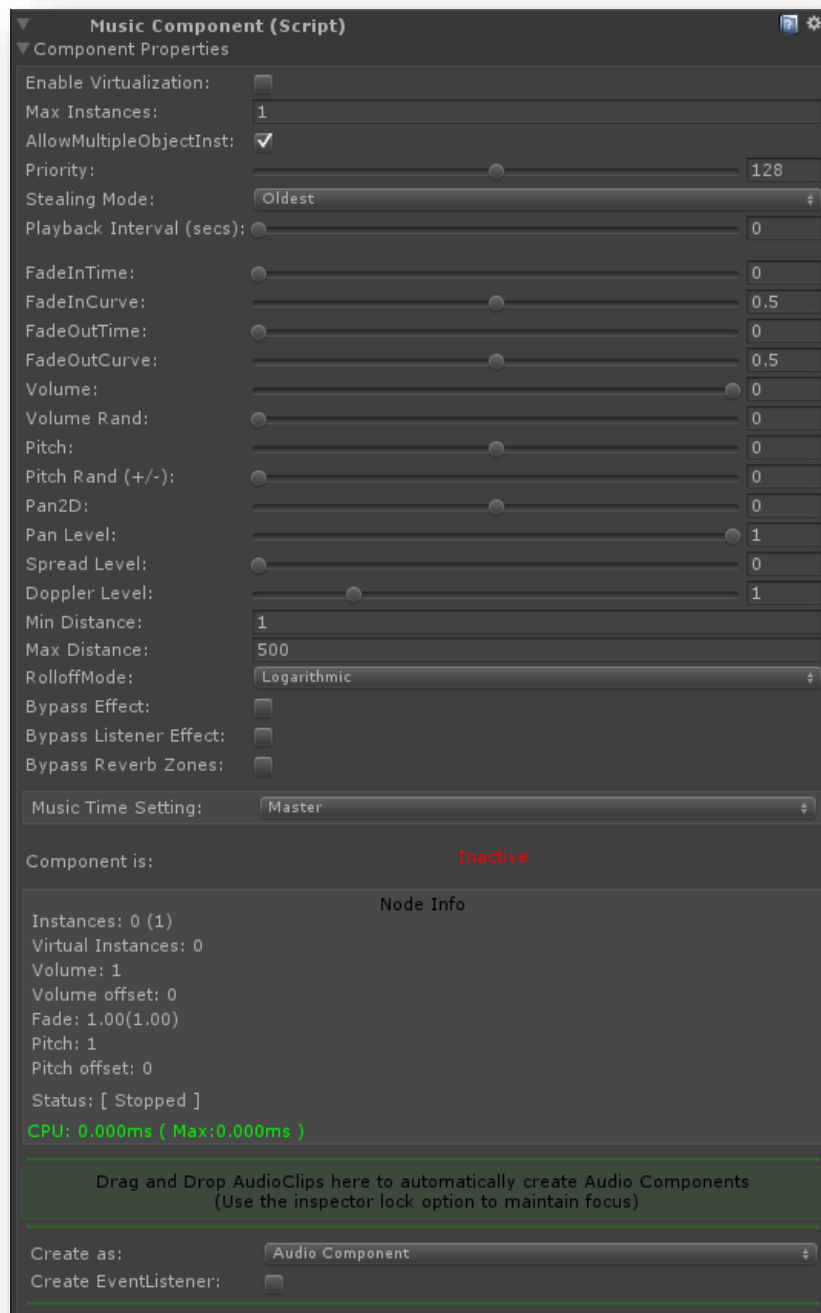 Music Component (Script)
Component Properties
Enable Virtualization:
Max Instances: 1
AllowMultipleObjectInst:
Priority: 128
Stealing Mode: Oldest
Playback Interval (secs): 0
FadeInTime: 0
FadeInCurve: 0.5
FadeOutTime: 0
FadeOutCurve: 0.5
Volume: 0
Volume Rand: 0
Pitch: 0
Pitch Rand (+/-): 0
Pan2D: 0
Pan Level: 1
Spread Level: 0
Doppler Level: 1
Min Distance: 1
Max Distance: 500
RolloffMode: Logarithmic
Bypass Effect:
Bypass Listener Effect:
Bypass Reverb Zones:
Music Time Setting: Master
Component is: Inactive
Node Info
Instances: 0 (1)
Virtual Instances: 0
Volume: 1
Volume offset: 0
Fade: 1.00(1.00)
Pitch: 1
Pitch offset: 0
Status: [ Stopped ]
CPU: 0.000ms ( Max:0.000ms )
Drag and Drop AudioClips here to automatically create Audio Components
(Use the inspector lock option to maintain focus)
Create as: Audio Component
Create EventListener: